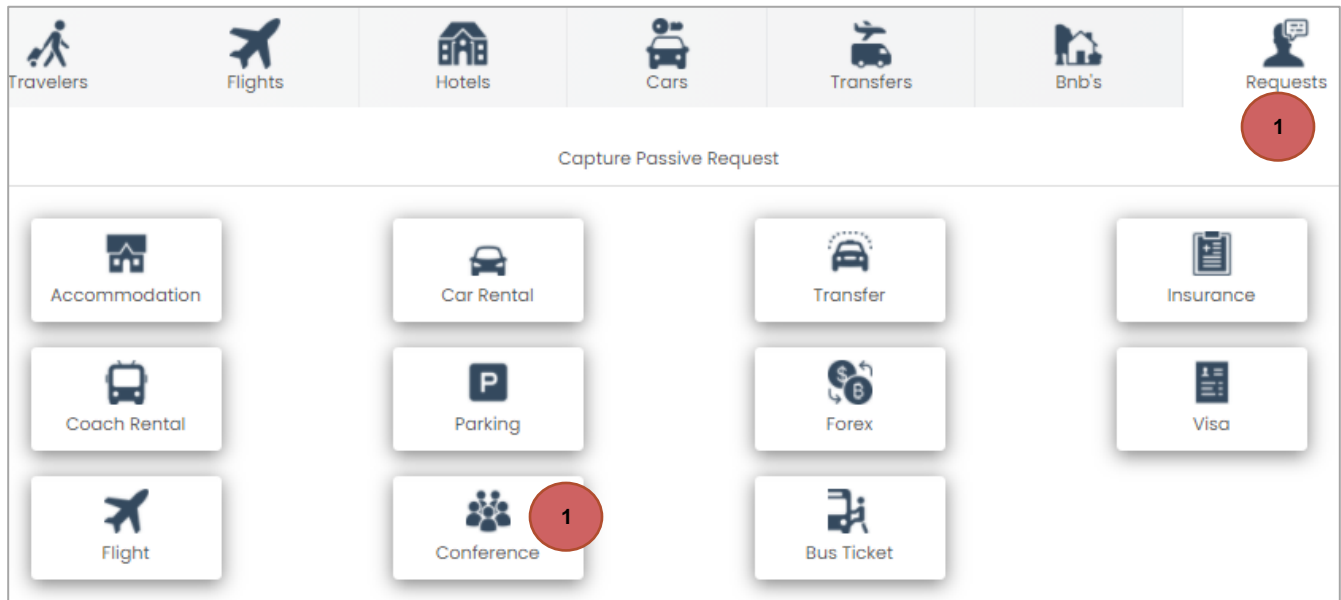 Travelers Flights Hotels Cars Transfers Bnb's Requests
1
Capture Passive Request
Accommodation Car Rental Transfer Insurance
P $ B
Coach Rental Parking Forex Visa
1
Flight Conference Bus Ticket